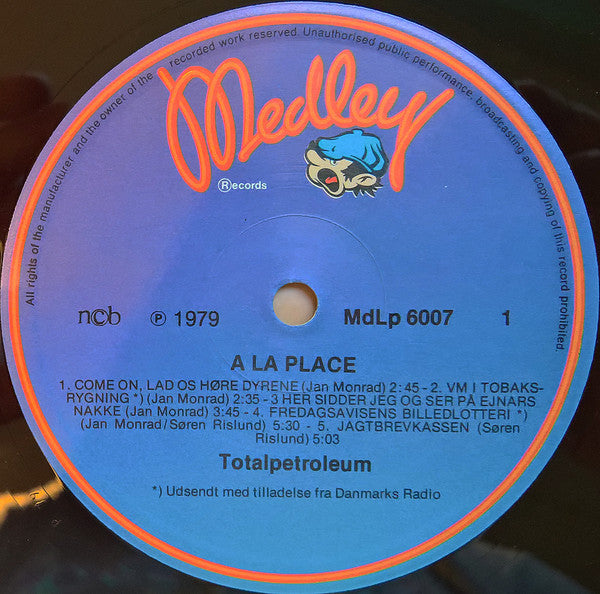 All rights of the manufacturer and the owner of the recorded work reserved. Unauthorised public performance, broadcasting and copying of this record prohibited.
Medley
Ⓡecords
n©b ℗ 1979 MdLp 6007 1
A LA PLACE
1. COME ON, LAD OS HØRE DYRENE (Jan Monrad) 2:45 - 2. VM I TOBAKS-
RYGNING *) (Jan Monrad) 2:35 - 3 HER SIDDER JEG OG SER PÅ EJNARS
NAKKE (Jan Monrad) 3:45 - 4. FREDAGSAVISENS BILLEDLOTTERI *)
(Jan Monrad/Søren Rislund) 5:30 - 5. JAGTBREVKASSEN (Søren
Rislund) 5:03
Totalpetroleum
*) Udsendt med tilladelse fra Danmarks Radio